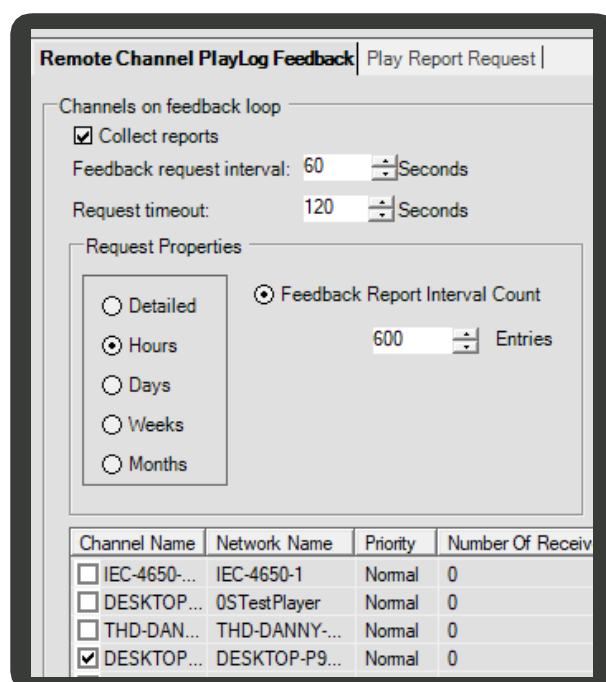 Remote Channel PlayLog Feedback Play Report Request
Channels on feedback loop
Collect reports
Feedback request interval: 60 Seconds
Request timeout: 120 Seconds
Request Properties
Detailed
Feedback Report Interval Count
Hours
600 Entries
Days
Weeks
Months
Channel Name Network Name Priority Number Of Receiv
IEC-4650-... IEC-4650-1 Normal 0
DESKTOP... 0STestPlayer Normal 0
THD-DAN... THD-DANNY-... Normal 0
DESKTOP... DESKTOP-P9... Normal 0